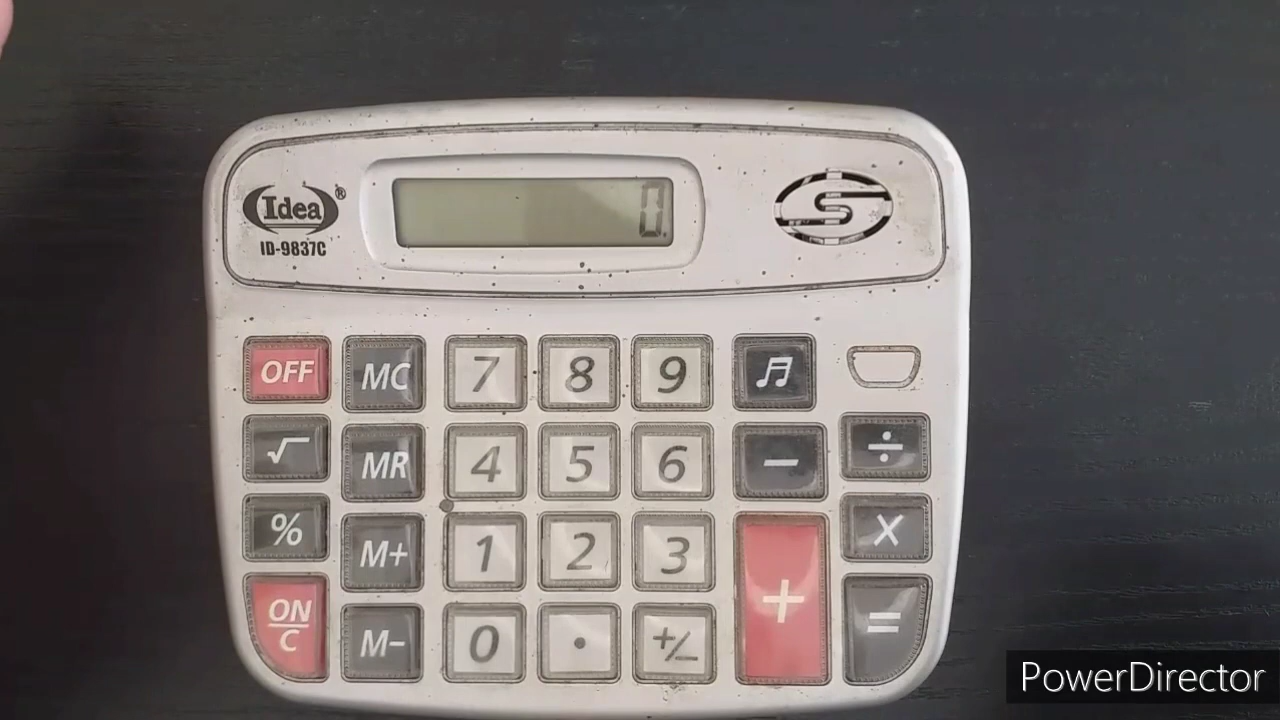 Idea®
ID-9837C
0.
S
OFF MC 7 8 9 ♬
√ MR 4 5 6 − ÷
% M+ 1 2 3 + X
ON/C M− 0 • +/− =
PowerDirector